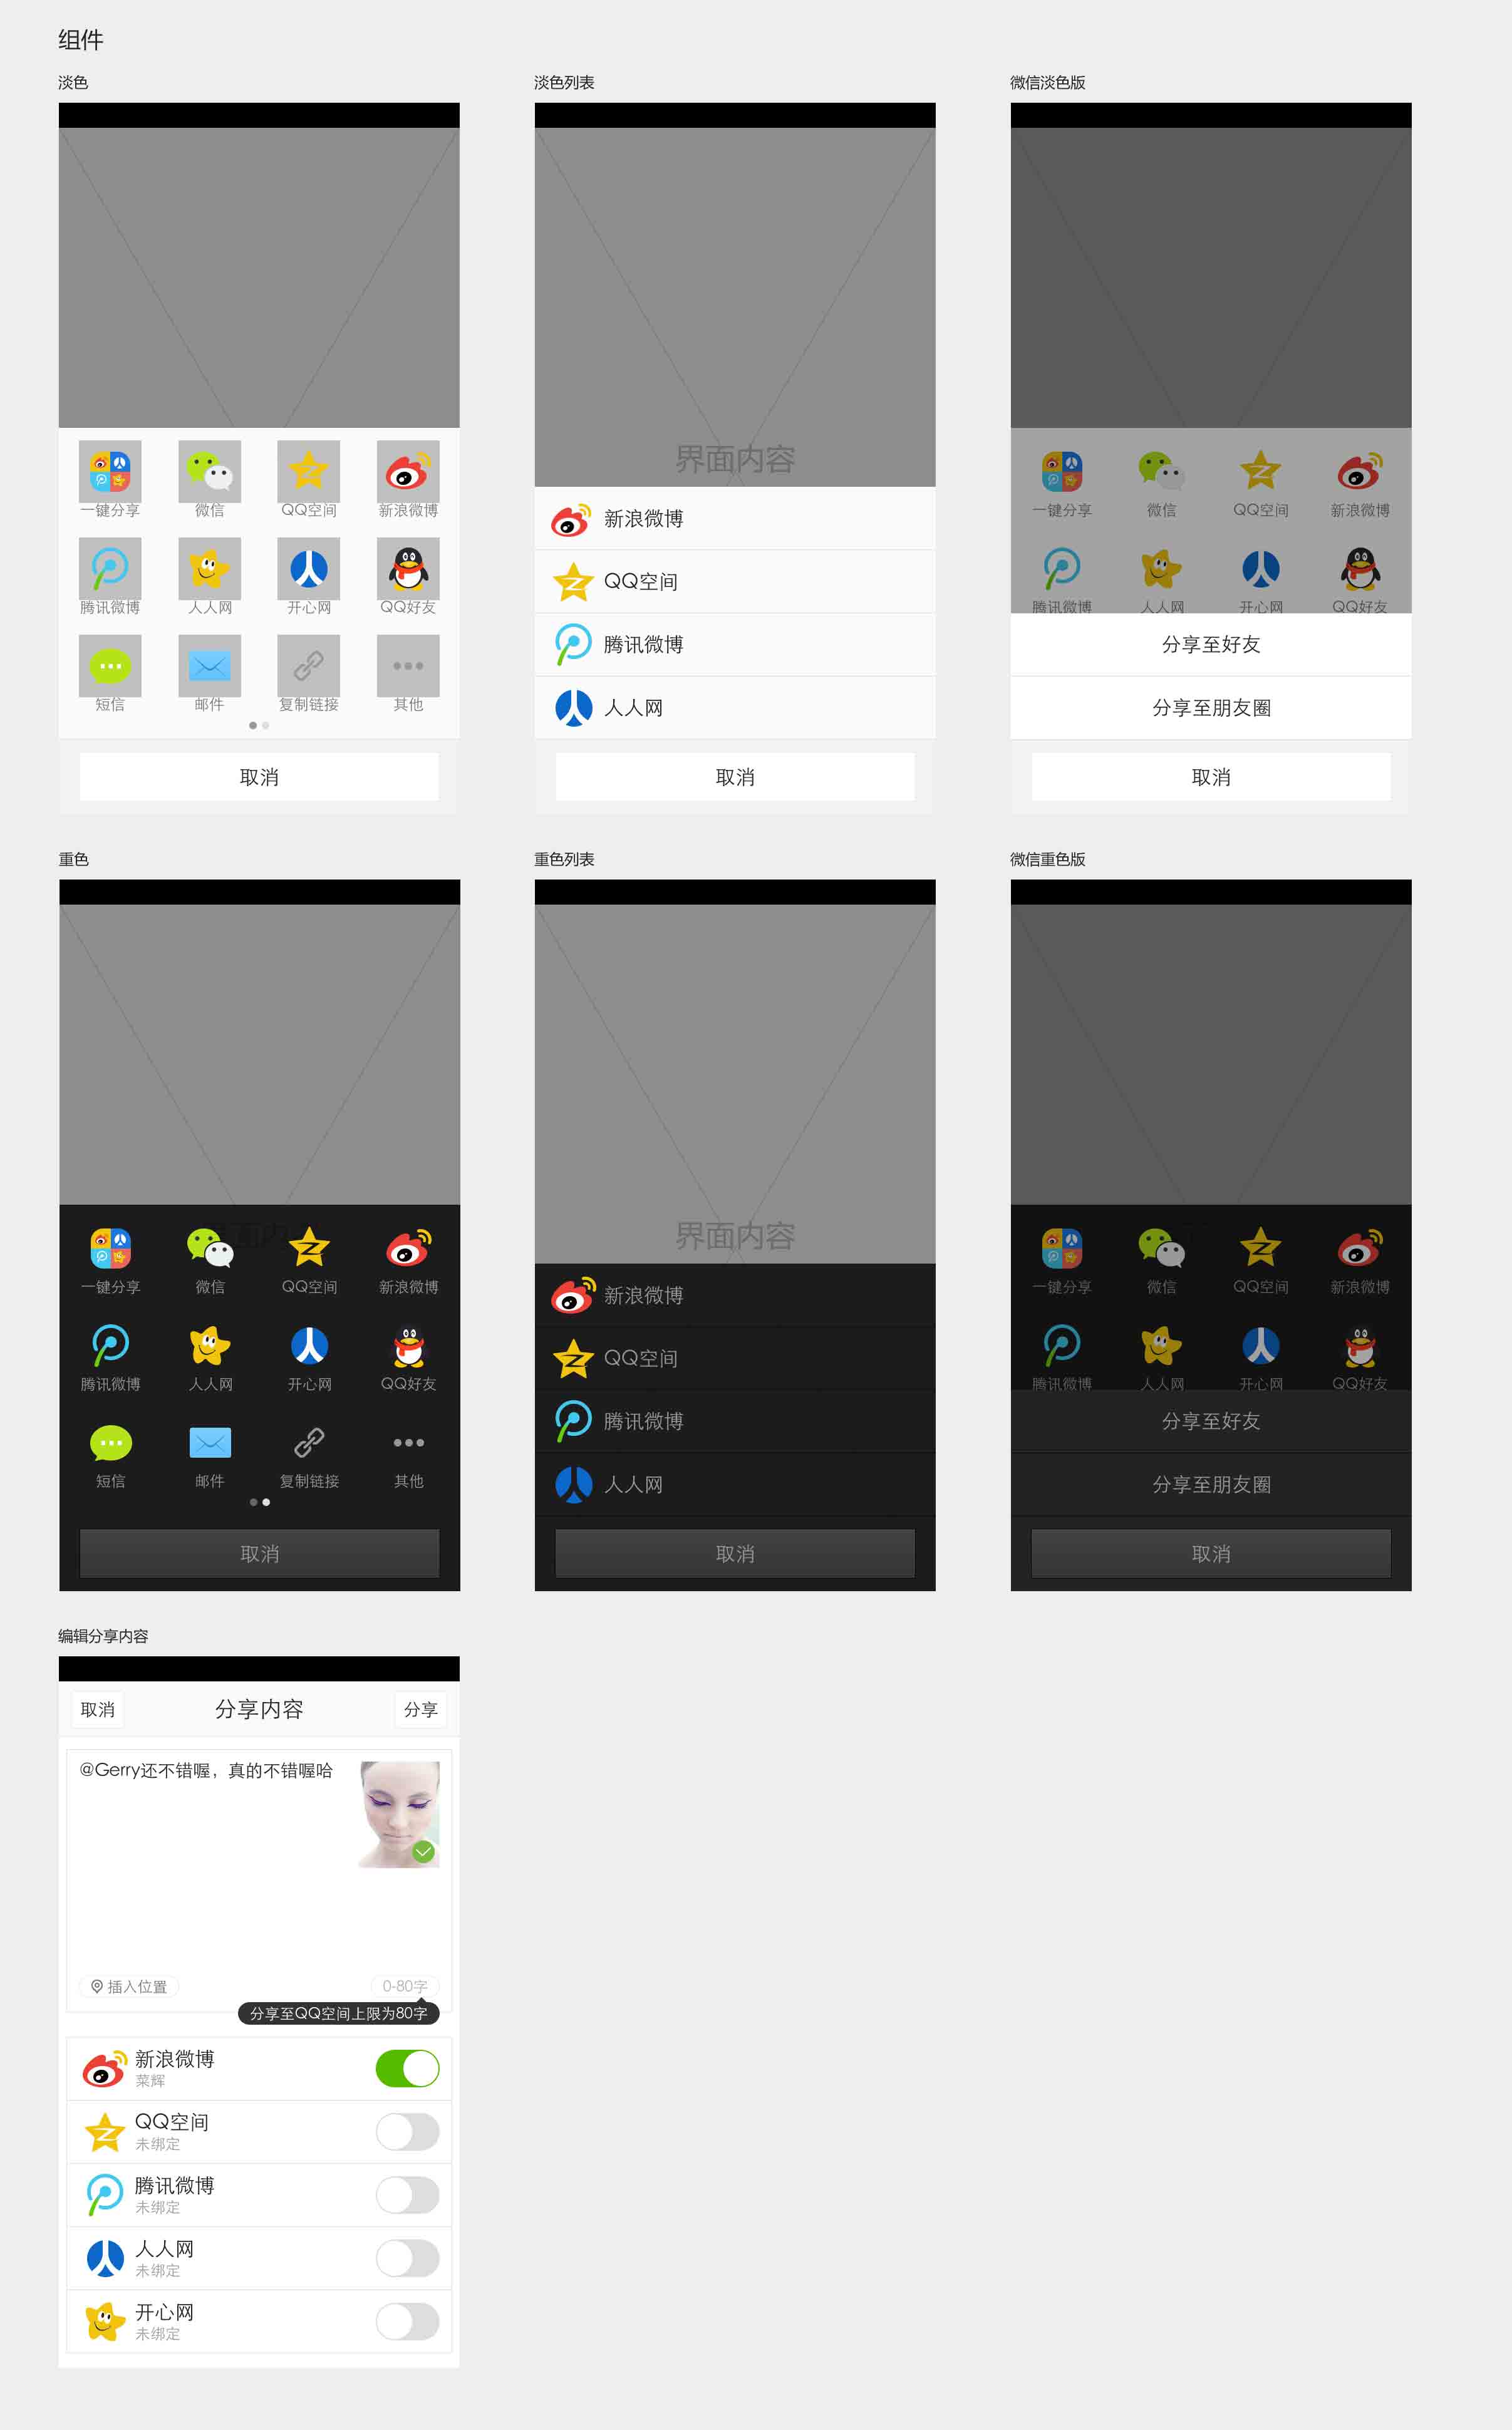 组件
淡色
淡色列表
微信淡色版
界面内容
一键分享 微信 QQ空间 新浪微博
腾讯微博 人人网 开心网 QQ好友
短信 邮件 复制链接 其他
取消
新浪微博
QQ空间
腾讯微博
人人网
取消
一键分享 微信 QQ空间 新浪微博
腾讯微博 人人网 开心网 QQ好友
分享至好友
分享至朋友圈
取消
重色
重色列表
微信重色版
界面内
一键分享 微信 QQ空间 新浪微博
腾讯微博 人人网 开心网 QQ好友
短信 邮件 复制链接 其他
取消
界面内容
新浪微博
QQ空间
腾讯微博
人人网
取消
一键分享 微信 QQ空间 新浪微博
腾讯微博 人人网 开心网 QQ好友
分享至好友
分享至朋友圈
取消
编辑分享内容
取消 分享内容 分享
@Gerry还不错喔，真的不错喔哈
插入位置 0-80字
分享至QQ空间上限为80字
新浪微博
菜辉
QQ空间
未绑定
腾讯微博
未绑定
人人网
未绑定
开心网
未绑定